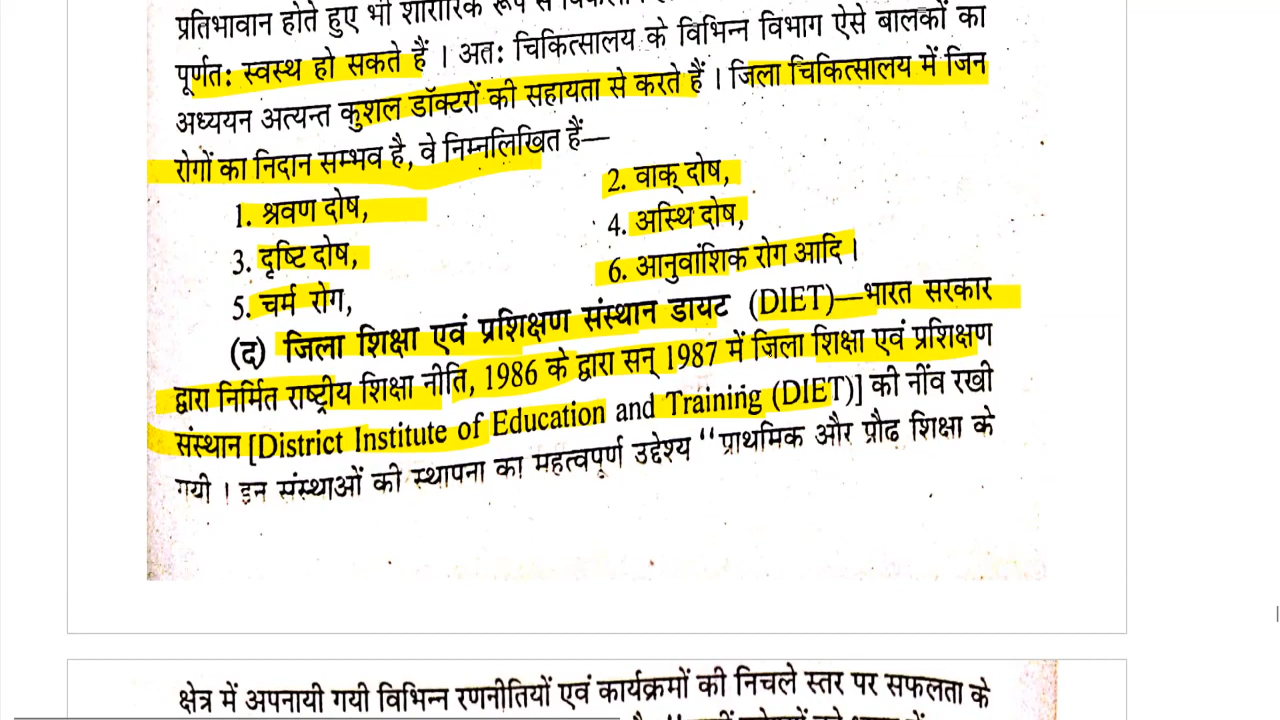 प्रतिभावान होते हुए भी शारीरिक रूप से
पूर्णत: स्वस्थ हो सकते हैं । अत: चिकित्सालय के विभिन्न विभाग ऐसे बालकों का
अध्ययन अत्यन्त कुशल डॉक्टरों की सहायता से करते हैं । जिला चिकित्सालय में जिन
रोगों का निदान सम्भव है, वे निम्नलिखित हैं—
1. श्रवण दोष, 2. वाक् दोष,
3. दृष्टि दोष, 4. अस्थि दोष,
5. चर्म रोग, 6. आनुवांशिक रोग आदि ।
(द) जिला शिक्षा एवं प्रशिक्षण संस्थान डायट (DIET)—भारत सरकार
द्वारा निर्मित राष्ट्रीय शिक्षा नीति, 1986 के द्वारा सन् 1987 में जिला शिक्षा एवं प्रशिक्षण
संस्थान [District Institute of Education and Training (DIET)] की नींव रखी
गयी । इन संस्थाओं की स्थापना का महत्वपूर्ण उद्देश्य “प्राथमिक और प्रौढ शिक्षा के
क्षेत्र में अपनायी गयी विभिन्न रणनीतियों एवं कार्यक्रमों की निचले स्तर पर सफलता के